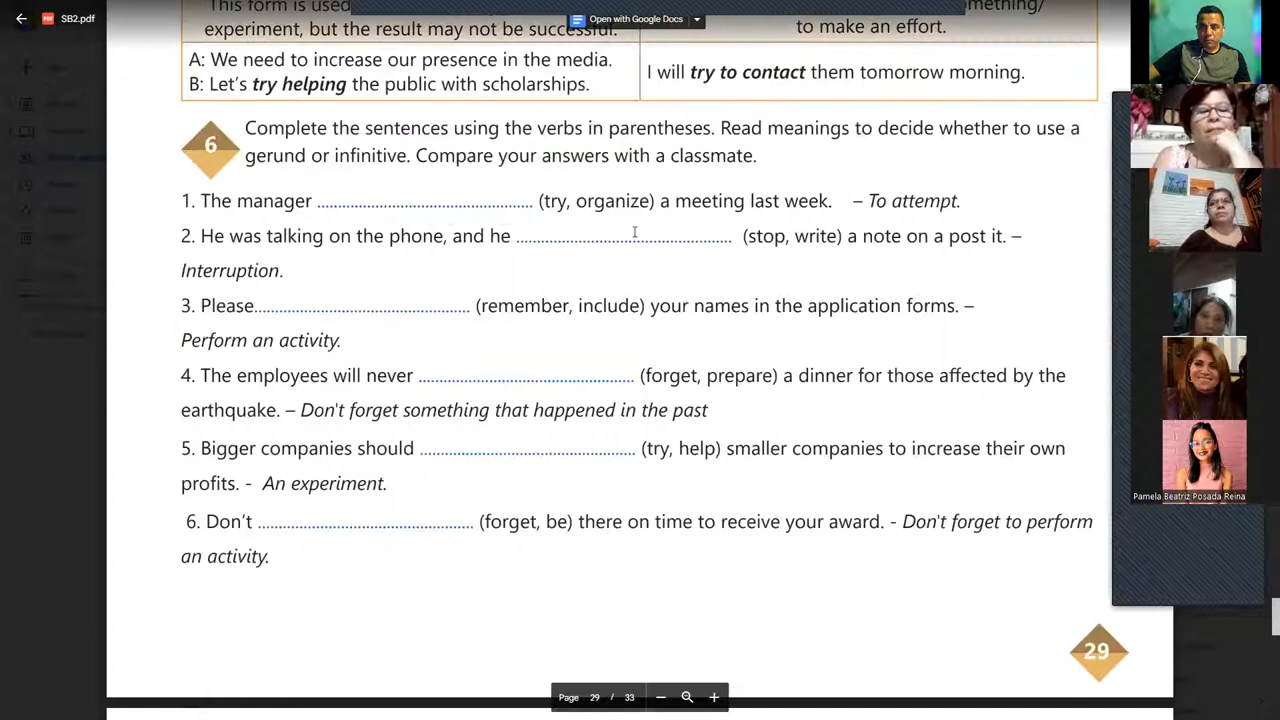 SB2.pdf
Open with Google Docs
This form is used
experiment, but the result may not be successful.
to make an effort.
A: We need to increase our presence in the media.
B: Let's try helping the public with scholarships.
I will try to contact them tomorrow morning.
6
Complete the sentences using the verbs in parentheses. Read meanings to decide whether to use a
gerund or infinitive. Compare your answers with a classmate.
1. The manager ..................................................... (try, organize) a meeting last week. – To attempt.
2. He was talking on the phone, and he ..................................................... (stop, write) a note on a post it. –
Interruption.
3. Please..................................................... (remember, include) your names in the application forms. –
Perform an activity.
4. The employees will never ..................................................... (forget, prepare) a dinner for those affected by the
earthquake. – Don't forget something that happened in the past
5. Bigger companies should ..................................................... (try, help) smaller companies to increase their own
profits. - An experiment.
6. Don't ..................................................... (forget, be) there on time to receive your award. - Don't forget to perform
an activity.
29
Page 29 / 33
Pamela Beatriz Posada Reina